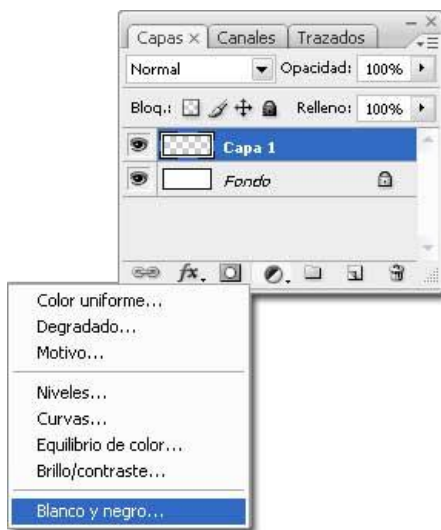 Capas × Canales Trazados
Normal Opacidad: 100%
Bloq.: Relleno: 100%
Capa 1
Fondo
fx.
Color uniforme...
Degradado...
Motivo...
Niveles...
Curvas...
Equilibrio de color...
Brillo/contraste...
Blanco y negro...